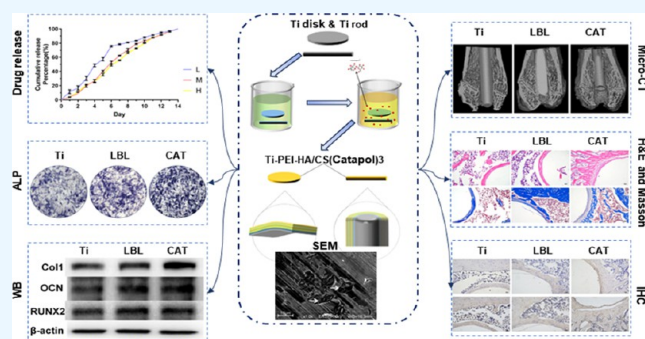 Drug release
Cumulative release
Percentage(%)
100
80
60
40
20
0
L
M
H
0 2 4 6 8 10 12 14
Day
ALP
Ti LBL CAT
WB
Ti LBL CAT
Col1
OCN
RUNX2
β-actin
Ti disk & Ti rod
Ti-PEI-HA/CS(Catapol)3
SEM
Micro-CT
Ti LBL CAT
H&E and Masson
Ti LBL CAT
IHC
Ti LBL CAT